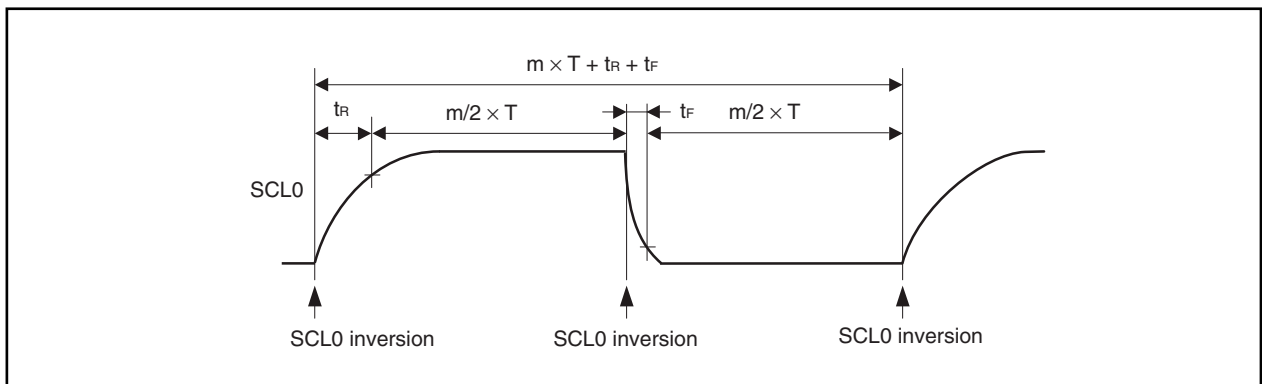 m × T + tR + tF
tR
m/2 × T
tF
m/2 × T
SCL0
SCL0 inversion
SCL0 inversion
SCL0 inversion